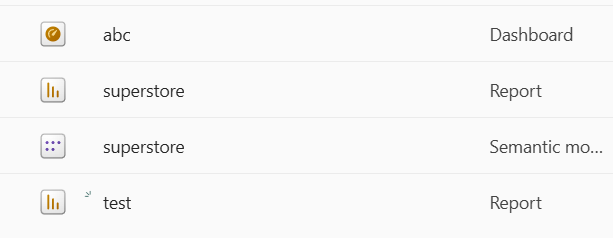 abc Dashboard
superstore Report
superstore Semantic mo...
test Report